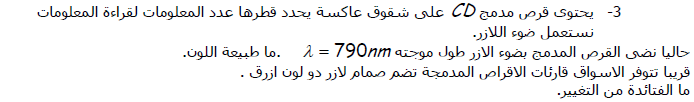 3- يحتوي قرص مدمج CD على شقوق عاكسة يحدد قطرها عدد المعلومات لقراءة المعلومات
نستعمل ضوء اللازر.
حاليا نضى القرص المدمج بضوء الازر طول موجته λ = 790nm .ما طبيعة اللون.
قريبا تتوفر الاسواق قارئات الاقراص المدمجة تضم صمام لازر دو لون ازرق .
ما الفتائدة من التغيير.